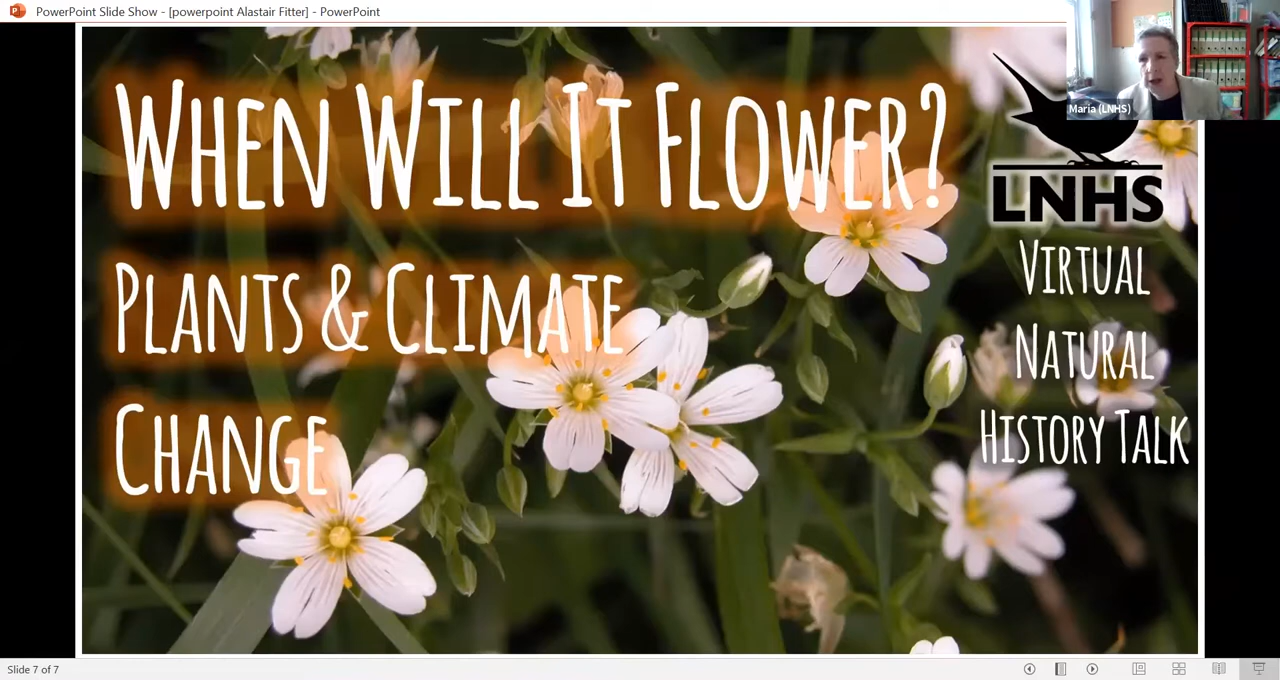 PowerPoint Slide Show - [powerpoint Alastair Fitter] - PowerPoint
María (LNHS)
WHEN WILL IT FLOWER?
PLANTS & CLIMATE
CHANGE
LNHS
VIRTUAL
NATURAL
HISTORY TALK
Slide 7 of 7